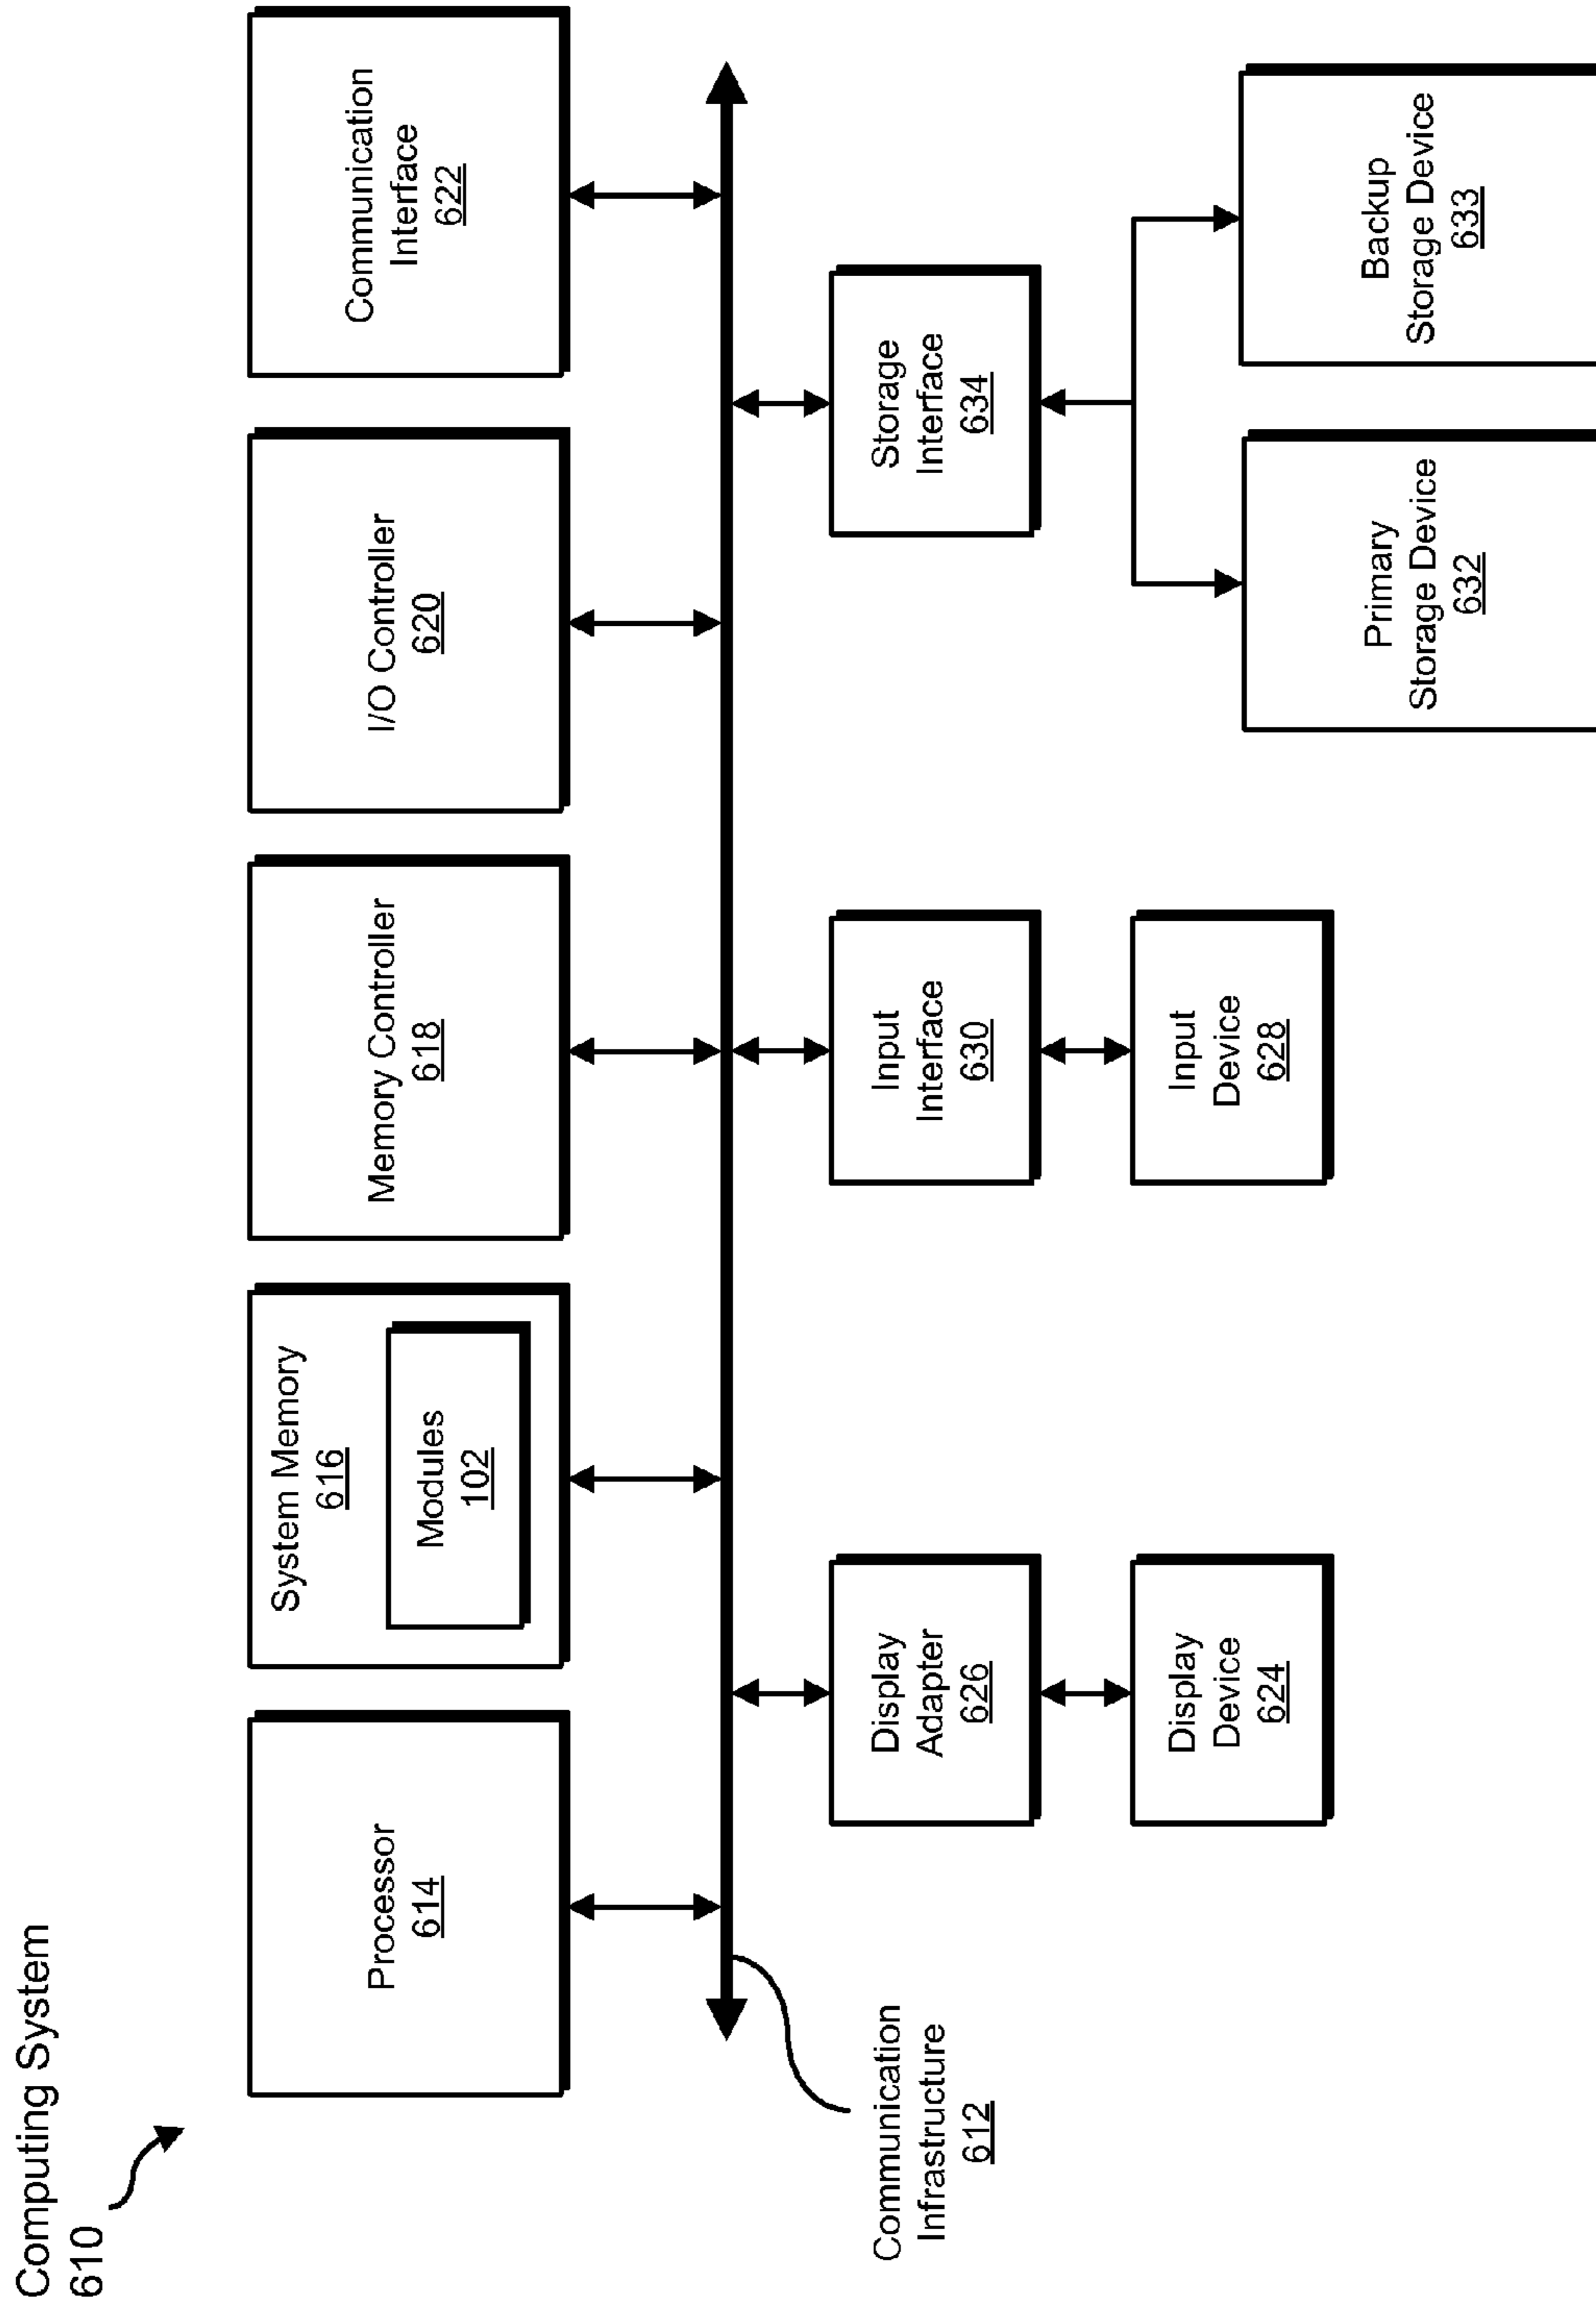 Computing System
610
Processor
614
System Memory
616
Modules
102
Memory Controller
618
I/O Controller
620
Communication
Interface
622
Communication
Infrastructure
612
Display
Adapter
626
Input
Interface
630
Storage
Interface
634
Display
Device
624
Input
Device
628
Primary
Storage Device
632
Backup
Storage Device
633